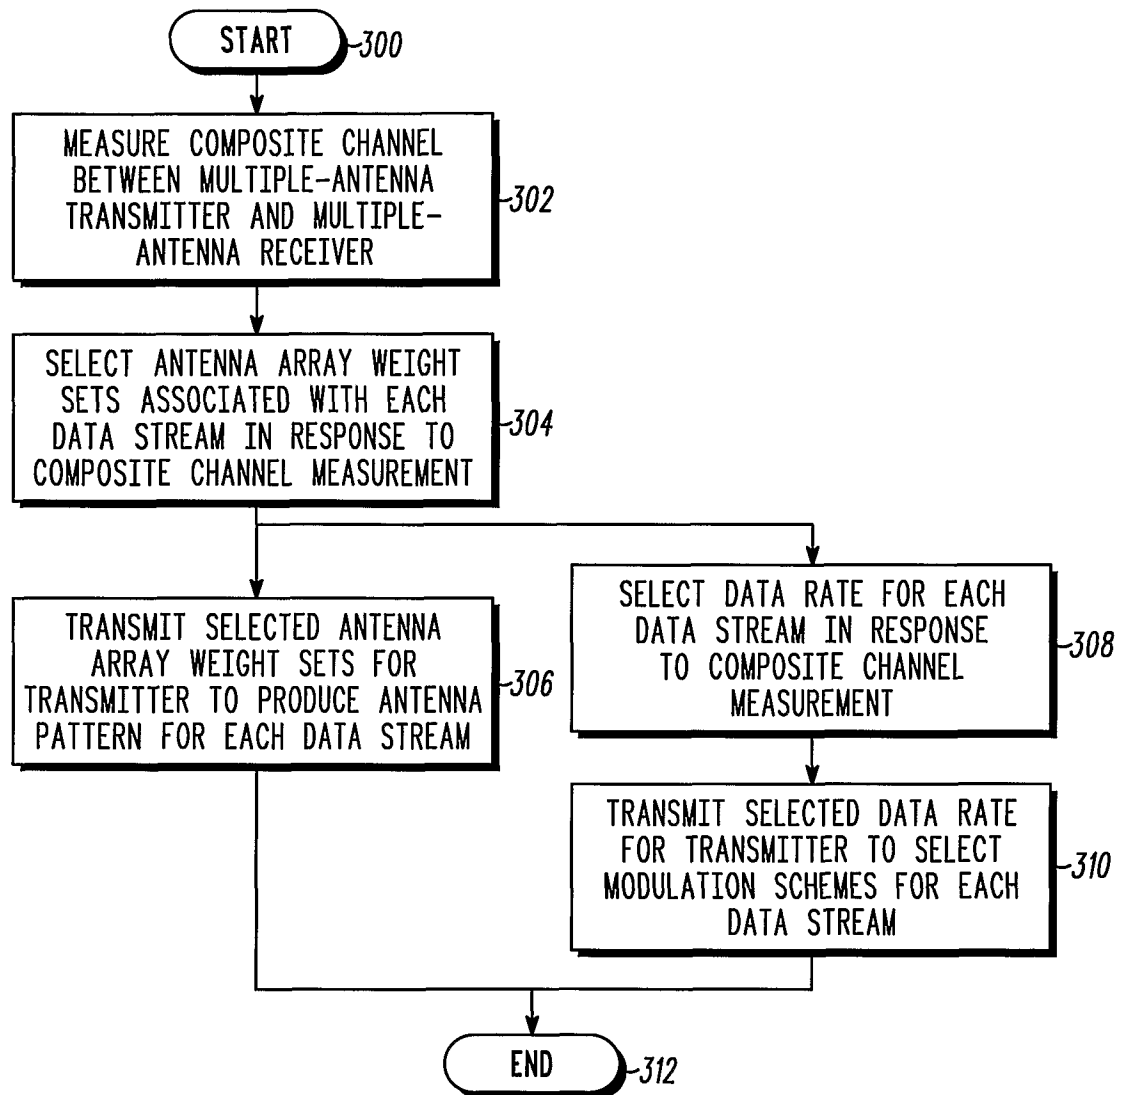 START
300
MEASURE COMPOSITE CHANNEL
BETWEEN MULTIPLE-ANTENNA
TRANSMITTER AND MULTIPLE-
ANTENNA RECEIVER
302
SELECT ANTENNA ARRAY WEIGHT
SETS ASSOCIATED WITH EACH
DATA STREAM IN RESPONSE TO
COMPOSITE CHANNEL MEASUREMENT
304
TRANSMIT SELECTED ANTENNA
ARRAY WEIGHT SETS FOR
TRANSMITTER TO PRODUCE ANTENNA
PATTERN FOR EACH DATA STREAM
306
SELECT DATA RATE FOR EACH
DATA STREAM IN RESPONSE
TO COMPOSITE CHANNEL
MEASUREMENT
308
TRANSMIT SELECTED DATA RATE
FOR TRANSMITTER TO SELECT
MODULATION SCHEMES FOR EACH
DATA STREAM
310
END
312